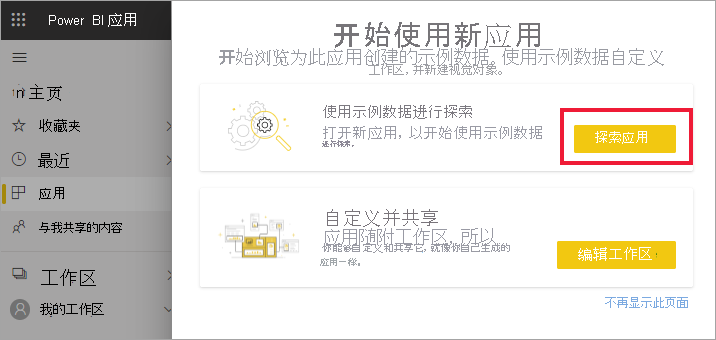 Power BI 应用
主页
收藏夹
最近
应用
与我共享的内容
工作区
我的工作区
开始使用新应用
开始浏览为此应用创建的示例数据。使用示例数据自定义
工作区，并新建视觉对象。
使用示例数据进行探索
打开新应用，以开始使用示例数据
进行探索。
探索应用
自定义并共享
应用随附工作区，所以
你能够自定义和共享它，就像你自己生成的
应用一样。
编辑工作区
不再显示此页面